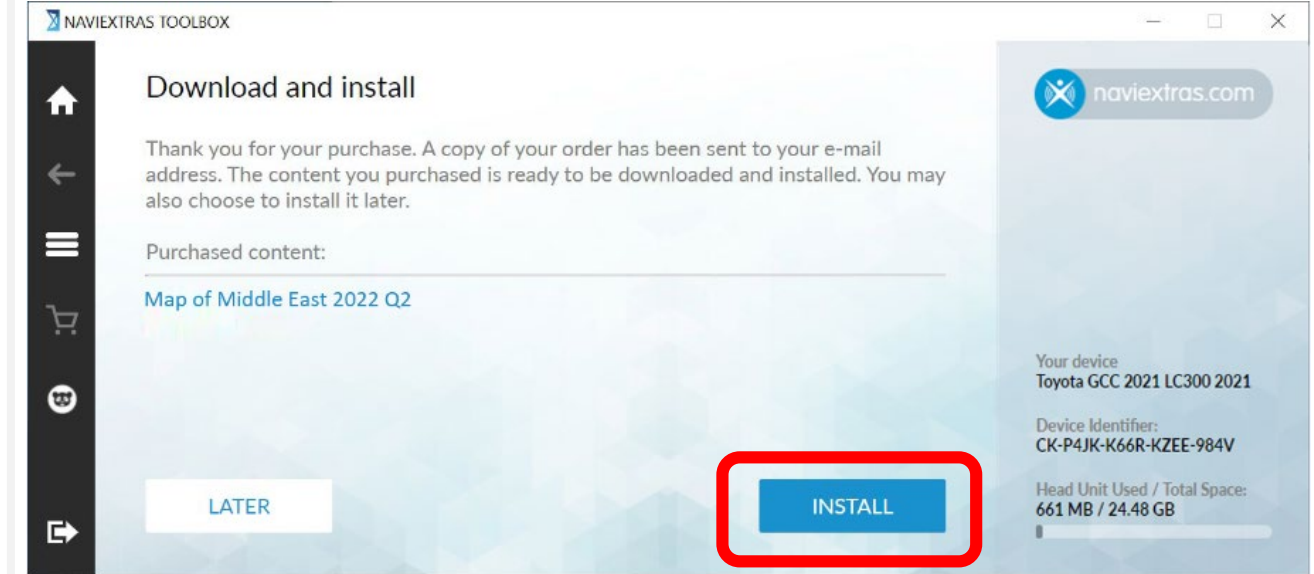 NAVIEXTRAS TOOLBOX
Download and install
Thank you for your purchase. A copy of your order has been sent to your e-mail
address. The content you purchased is ready to be downloaded and installed. You may
also choose to install it later.
Purchased content:
Map of Middle East 2022 Q2
LATER
INSTALL
naviextras.com
Your device
Toyota GCC 2021 LC300 2021
Device Identifier:
CK-P4JK-K66R-KZEE-984V
Head Unit Used / Total Space:
661 MB / 24.48 GB